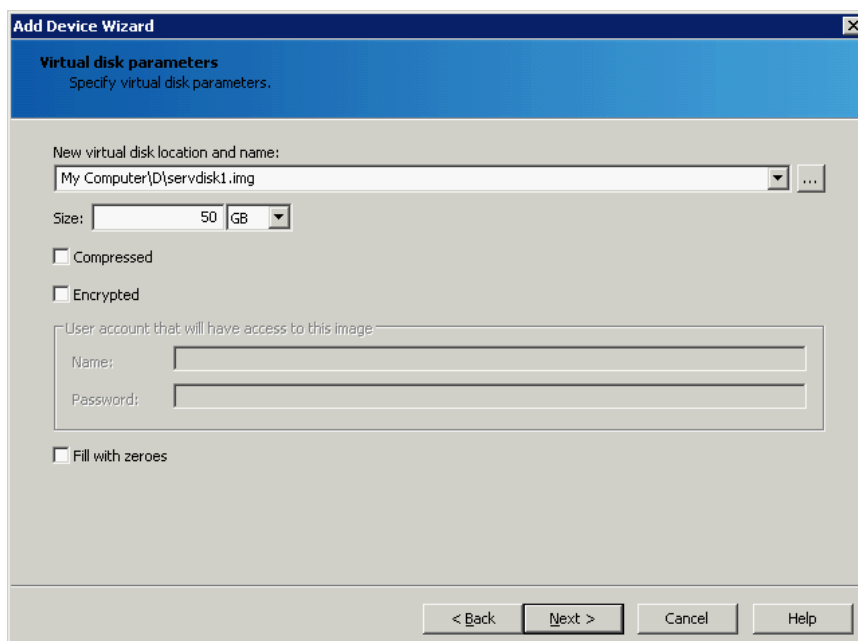 Add Device Wizard
Virtual disk parameters
Specify virtual disk parameters.
New virtual disk location and name:
My Computer\D\servdisk1.img
...
Size: 50 GB
Compressed
Encrypted
User account that will have access to this image
Name:
Password:
Fill with zeroes
< Back Next > Cancel Help